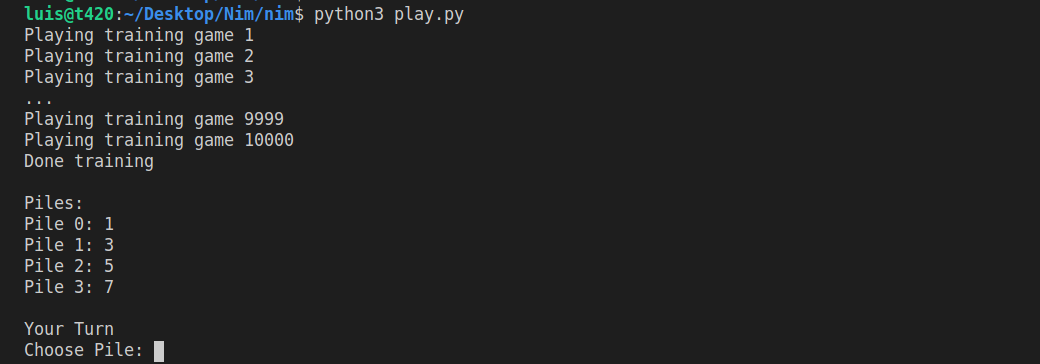 luis@t420:~/Desktop/Nim/nim$ python3 play.py
Playing training game 1
Playing training game 2
Playing training game 3
...
Playing training game 9999
Playing training game 10000
Done training
Piles:
Pile 0: 1
Pile 1: 3
Pile 2: 5
Pile 3: 7
Your Turn
Choose Pile: